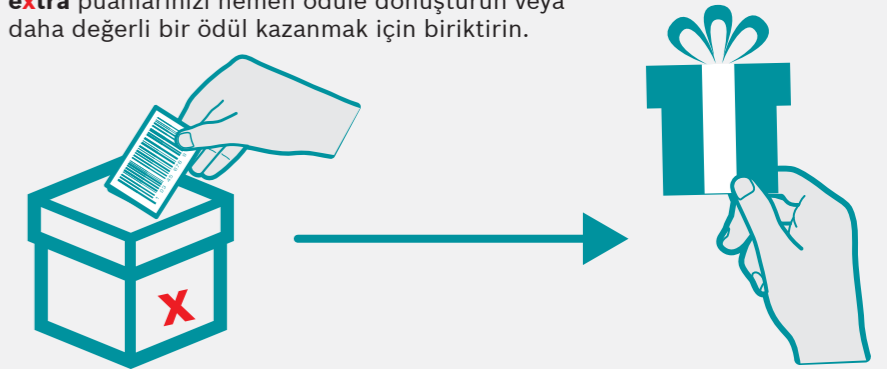 extra puanlarınızı hemen ödüle dönüştürün veya
daha değerli bir ödül kazanmak için biriktirin.
x